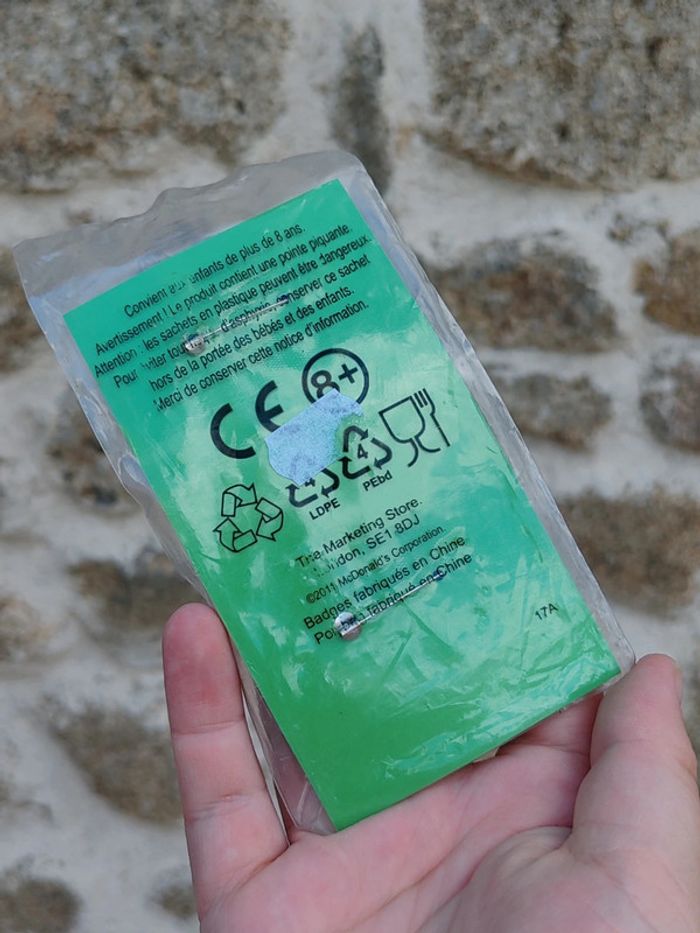 Convient aux enfants de plus de 8 ans.
Avertissement ! Le produit contient une pointe piquante.
Attention : les sachets en plastique peuvent être dangereux.
Pour éviter tout d'asphyxie, conserver ce sachet
hors de la portée des bébés et des enfants.
Merci de conserver cette notice d'information.
CE 8+
4 4
LDPE PEbd
The Marketing Store.
London, SE1 8DJ
©2011 McDonald's Corporation.
Badges fabriqués en Chine
fabriqué en Chine
17A